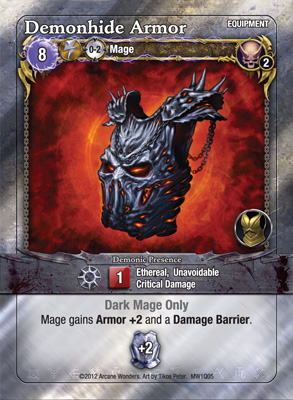 Demonhide Armor
EQUIPMENT
8
0-2 Mage
2
Demonic Presence
1
Ethereal, Unavoidable
Critical Damage
Dark Mage Only
Mage gains Armor +2 and a Damage Barrier.
+2
©2012 Arcane Wonders. Art by Tikos Peter. MW1Q05